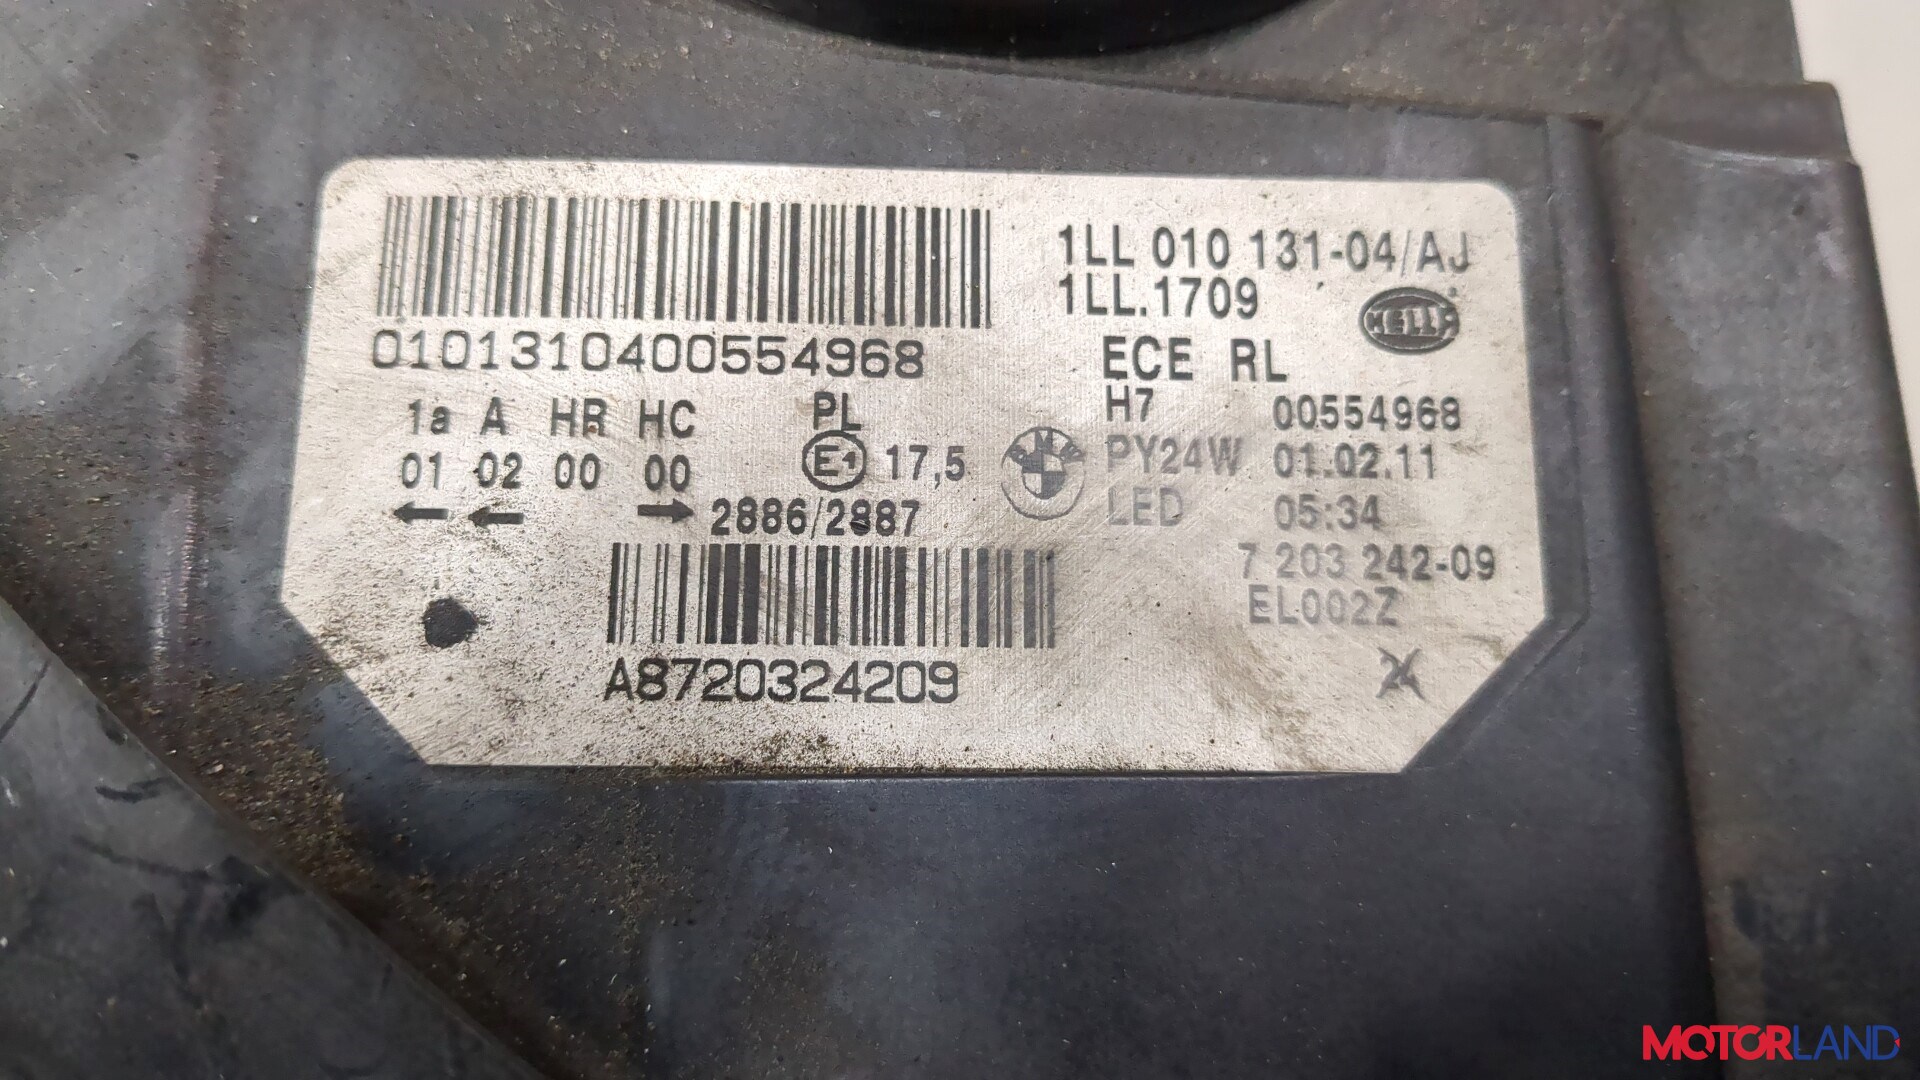 1LL 010 131-04/AJ
1LL.1709
HELLA
0101310400554968
ECE RL
1a A HR HC PL
H7 00554968
01 02 00 00 E1 17,5
PY24W 01.02.11
← ← → 2886/2887
LED 05:34
7 203 242-09
EL002Z
A8720324209
24
MOTORLAND